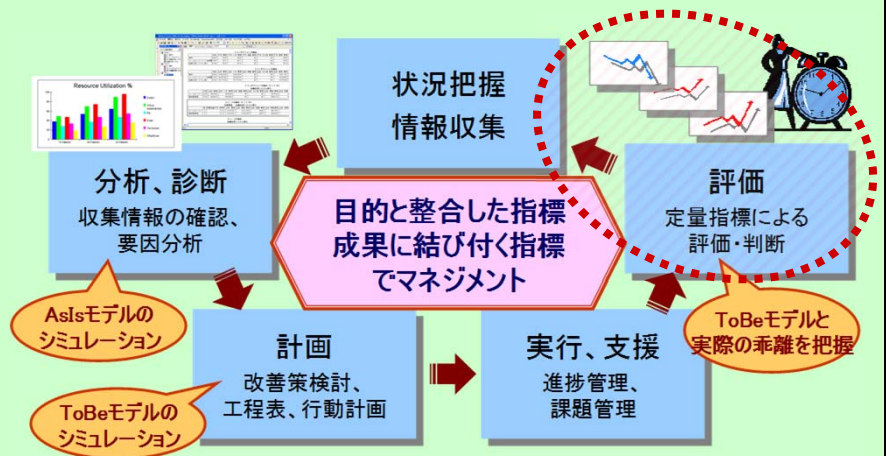 状況把握
情報収集
Resource Utilization %
分析、診断
収集情報の確認、
要因分析
評価
定量指標による
評価・判断
目的と整合した指標
成果に結び付く指標
でマネジメント
AsIsモデルの
シミュレーション
ToBeモデルと
実際の乖離を把握
計画
改善策検討、
工程表、行動計画
実行、支援
進捗管理、
課題管理
ToBeモデルの
シミュレーション